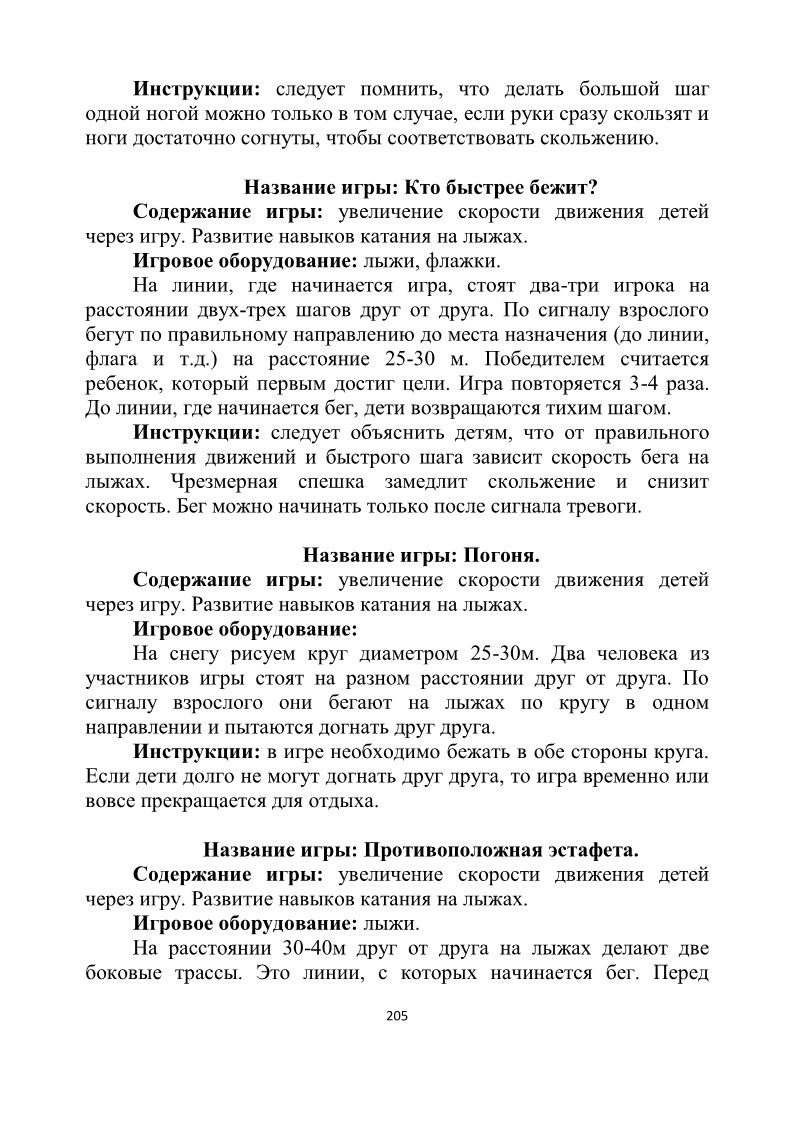 Инструкции: следует помнить, что делать большой шаг
одной ногой можно только в том случае, если руки сразу скользят и
ноги достаточно согнуты, чтобы соответствовать скольжению.
Название игры: Кто быстрее бежит?
Содержание игры: увеличение скорости движения детей
через игру. Развитие навыков катания на лыжах.
Игровое оборудование: лыжи, флажки.
На линии, где начинается игра, стоят два-три игрока на
расстоянии двух-трех шагов друг от друга. По сигналу взрослого
бегут по правильному направлению до места назначения (до линии,
флага и т.д.) на расстояние 25-30 м. Победителем считается
ребенок, который первым достиг цели. Игра повторяется 3-4 раза.
До линии, где начинается бег, дети возвращаются тихим шагом.
Инструкции: следует объяснить детям, что от правильного
выполнения движений и быстрого шага зависит скорость бега на
лыжах. Чрезмерная спешка замедлит скольжение и снизит
скорость. Бег можно начинать только после сигнала тревоги.
Название игры: Погоня.
Содержание игры: увеличение скорости движения детей
через игру. Развитие навыков катания на лыжах.
Игровое оборудование:
На снегу рисуем круг диаметром 25-30м. Два человека из
участников игры стоят на разном расстоянии друг от друга. По
сигналу взрослого они бегают на лыжах по кругу в одном
направлении и пытаются догнать друг друга.
Инструкции: в игре необходимо бежать в обе стороны круга.
Если дети долго не могут догнать друг друга, то игра временно или
вовсе прекращается для отдыха.
Название игры: Противоположная эстафета.
Содержание игры: увеличение скорости движения детей
через игру. Развитие навыков катания на лыжах.
Игровое оборудование: лыжи.
На расстоянии 30-40м друг от друга на лыжах делают две
боковые трассы. Это линии, с которых начинается бег. Перед
205